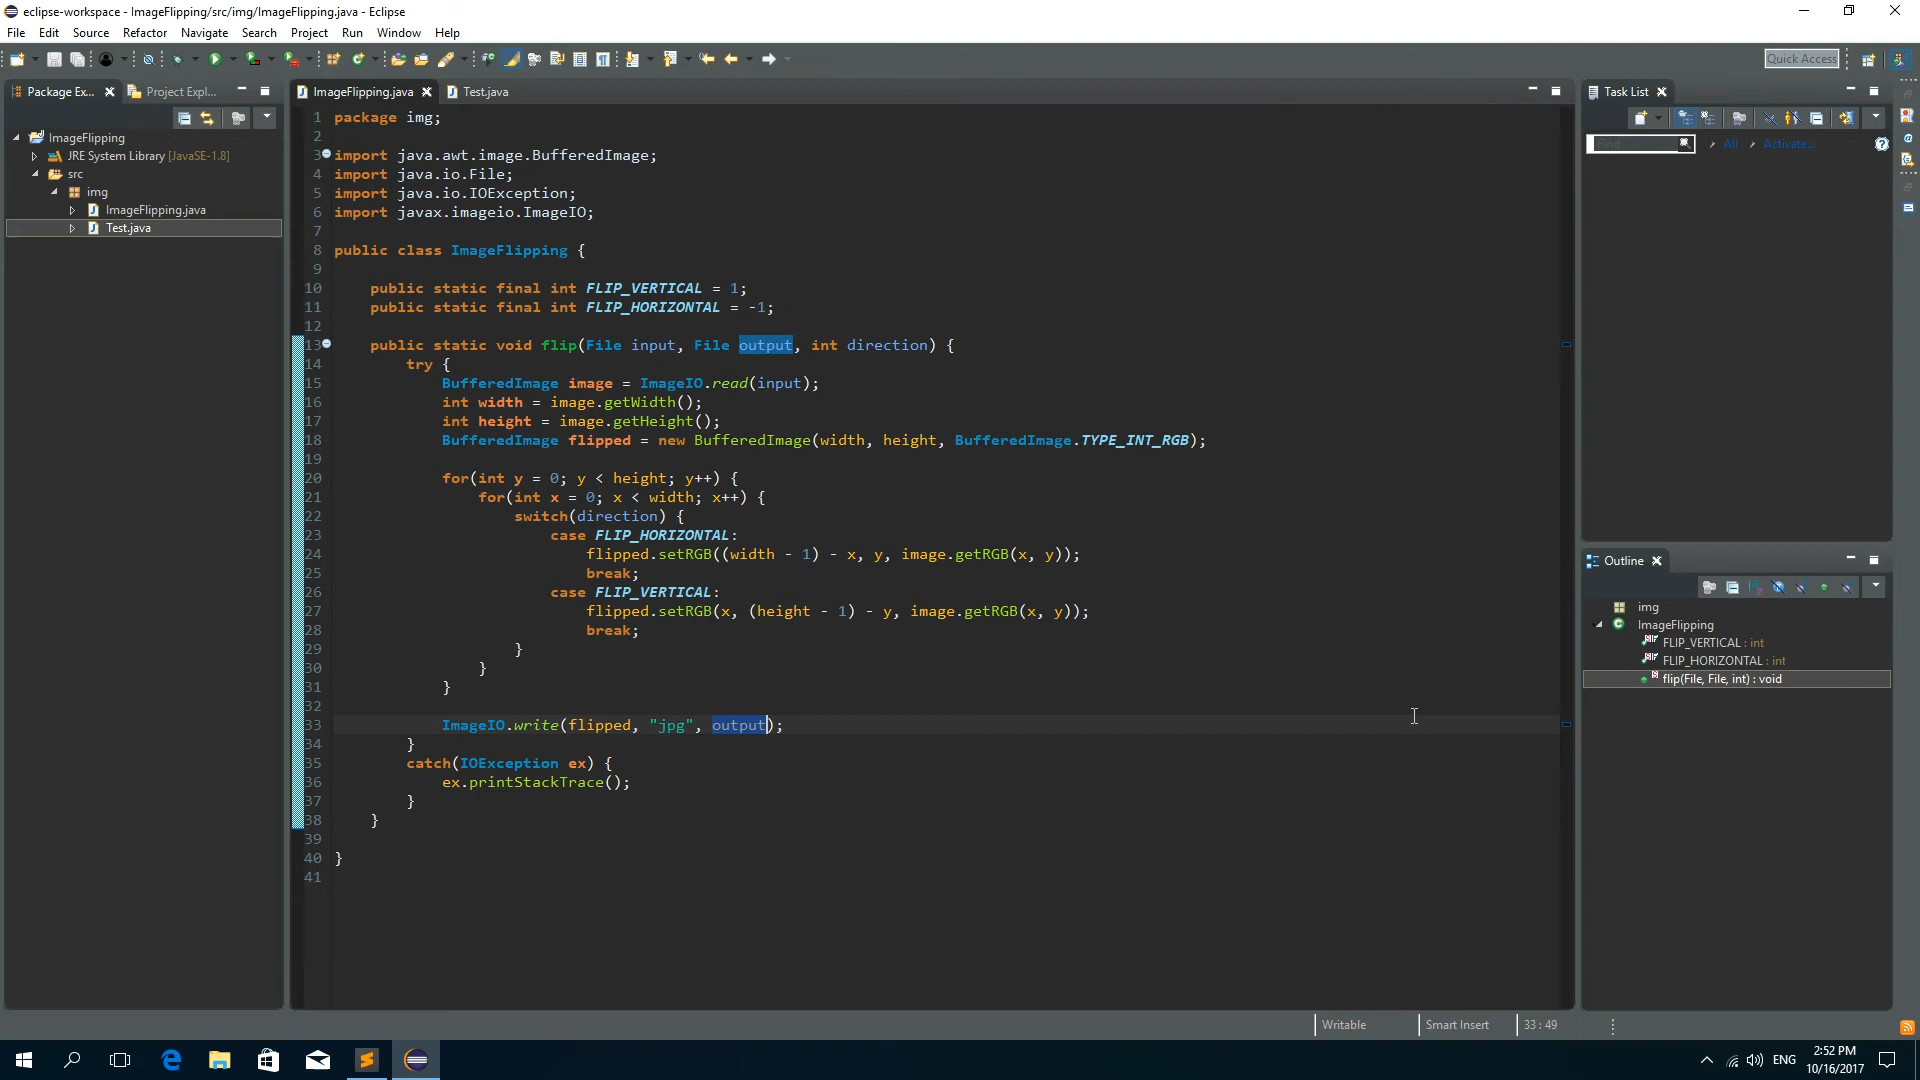 eclipse-workspace - ImageFlipping/src/img/ImageFlipping.java - Eclipse
File Edit Source Refactor Navigate Search Project Run Window Help
Quick Access
Package Ex...
Project Expl...
ImageFlipping
JRE System Library [JavaSE-1.8]
src
img
ImageFlipping.java
Test.java
ImageFlipping.java
Test.java
1 package img;
2
3 import java.awt.image.BufferedImage;
4 import java.io.File;
5 import java.io.IOException;
6 import javax.imageio.ImageIO;
7
8 public class ImageFlipping {
9
10 public static final int FLIP_VERTICAL = 1;
11 public static final int FLIP_HORIZONTAL = -1;
12
13 public static void flip(File input, File output, int direction) {
14 try {
15 BufferedImage image = ImageIO.read(input);
16 int width = image.getWidth();
17 int height = image.getHeight();
18 BufferedImage flipped = new BufferedImage(width, height, BufferedImage.TYPE_INT_RGB);
19
20 for(int y = 0; y < height; y++) {
21 for(int x = 0; x < width; x++) {
22 switch(direction) {
23 case FLIP_HORIZONTAL:
24 flipped.setRGB((width - 1) - x, y, image.getRGB(x, y));
25 break;
26 case FLIP_VERTICAL:
27 flipped.setRGB(x, (height - 1) - y, image.getRGB(x, y));
28 break;
29 }
30 }
31 }
32
33 ImageIO.write(flipped, "jpg", output);
34 }
35 catch(IOException ex) {
36 ex.printStackTrace();
37 }
38 }
39
40 }
41
Task List
Find
All
Activate...
Outline
img
ImageFlipping
FLIP_VERTICAL : int
FLIP_HORIZONTAL : int
flip(File, File, int) : void
Writable
Smart Insert
33 : 49
ENG
2:52 PM
10/16/2017